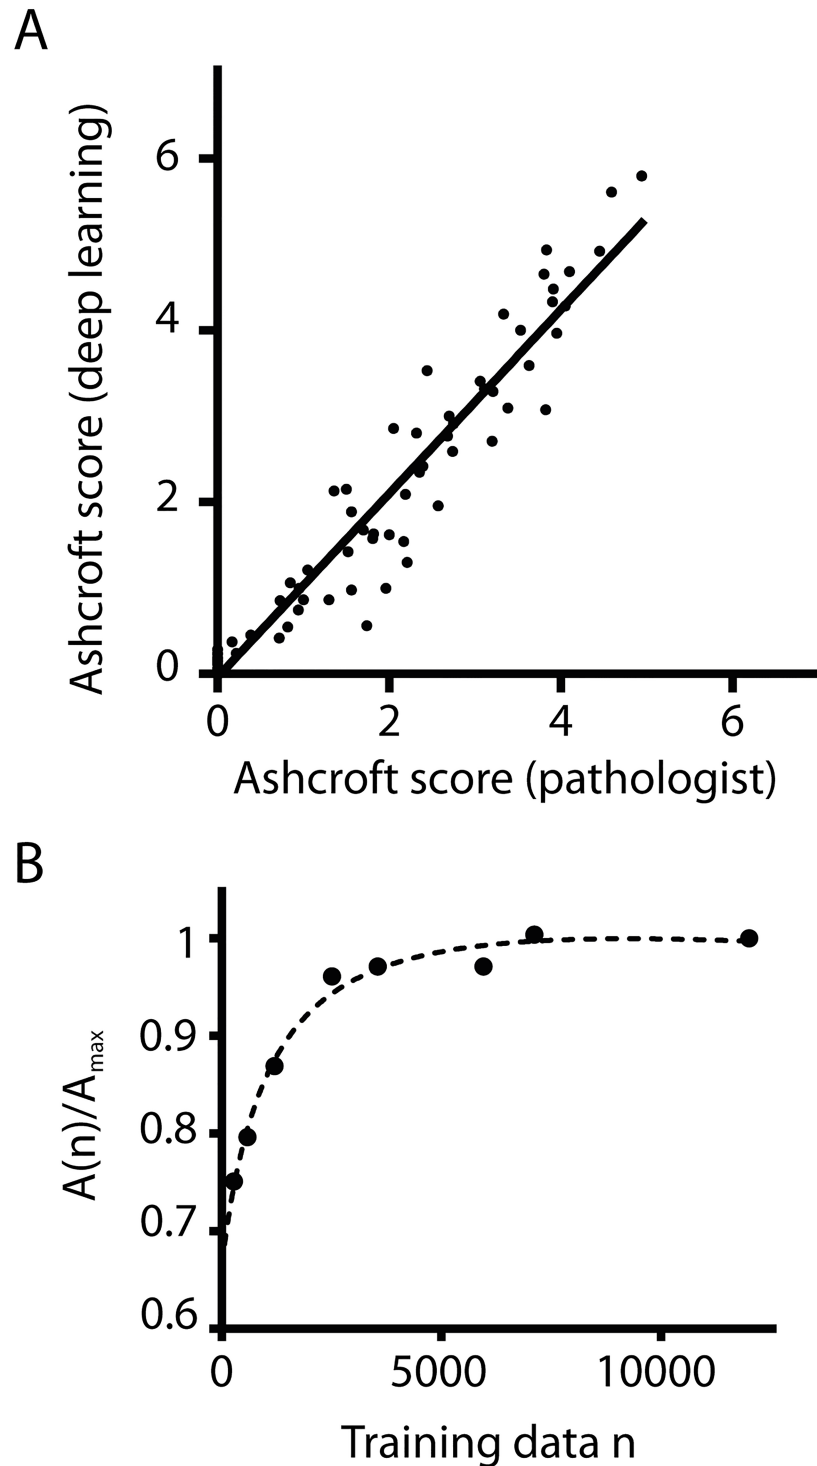 A
Ashcroft score (deep learning)
6
4
2
0
0 2 4 6
Ashcroft score (pathologist)
B
A(n)/Amax
1
0.9
0.8
0.7
0.6
0 5000 10000
Training data n